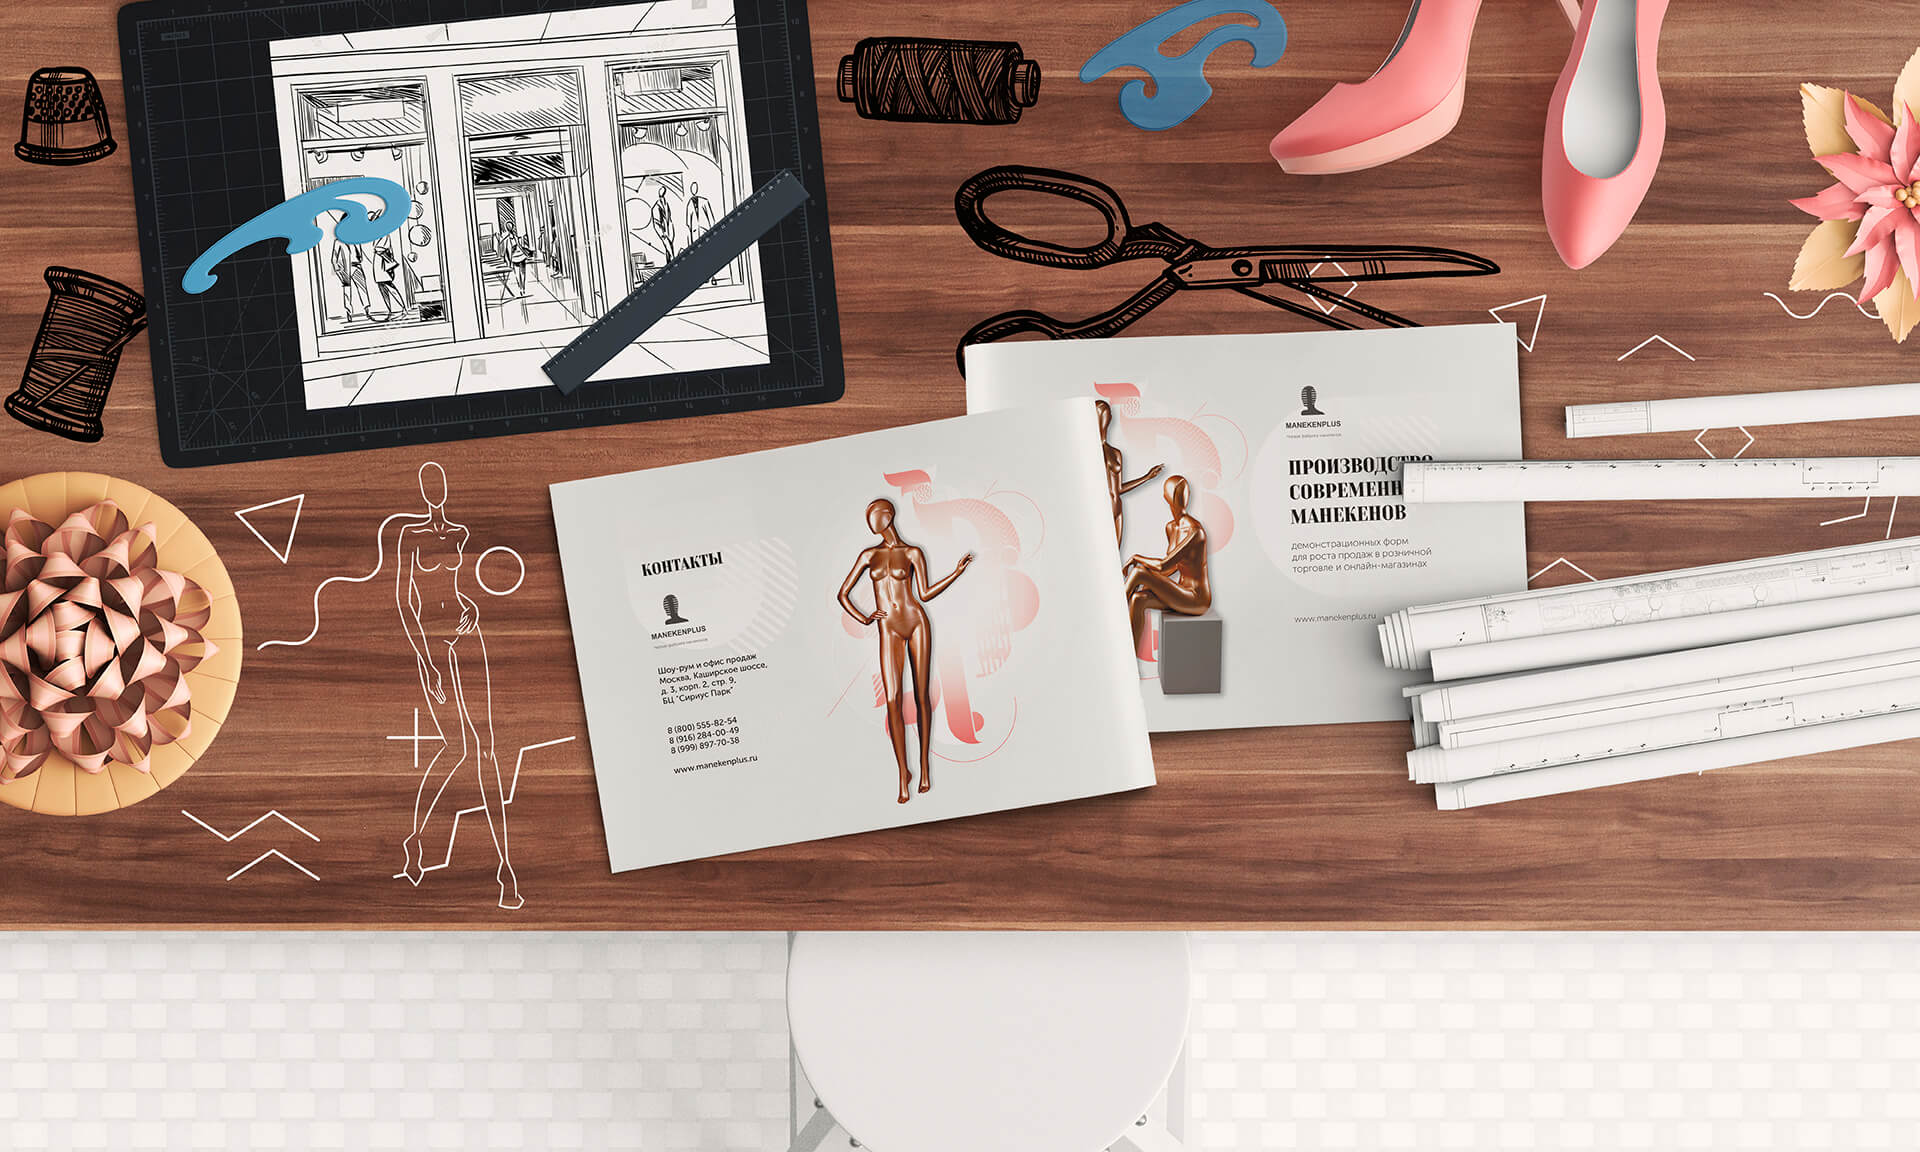 КОНТАКТЫ
MANEKENPLUS
Шоу-рум и офис продаж
Москва, Каширское шоссе,
д. 3, корп. 2, стр. 9,
БЦ "Сириус Парк"
8 (800) 555-82-54
8 (916) 284-00-49
8 (999) 897-70-38
www.manekenplus.ru
MANEKENPLUS
СОВРЕМЕНН
МАНЕКЕНОВ
демонстрационных форм
для роста продаж в розничной
торговле и онлайн-магазинах
www.manekenplus.ru